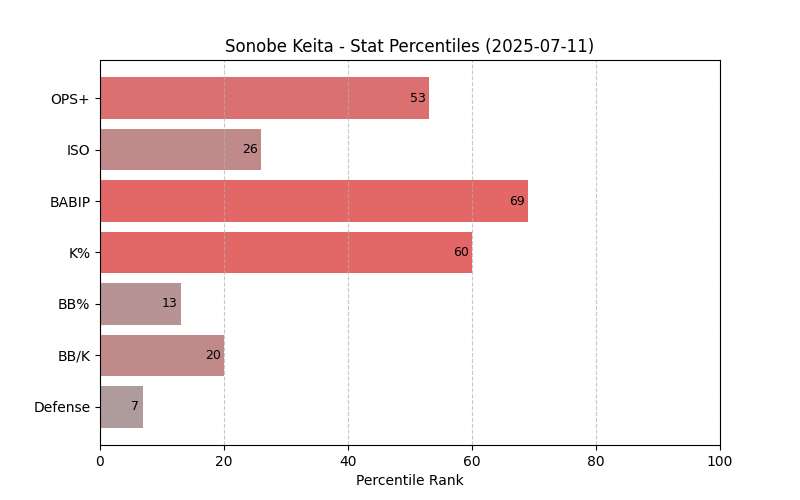 Sonobe Keita - Stat Percentiles (2025-07-11)
OPS+ 53
ISO 26
BABIP 69
K% 60
BB% 13
BB/K 20
Defense 7
0 20 40 60 80 100
Percentile Rank